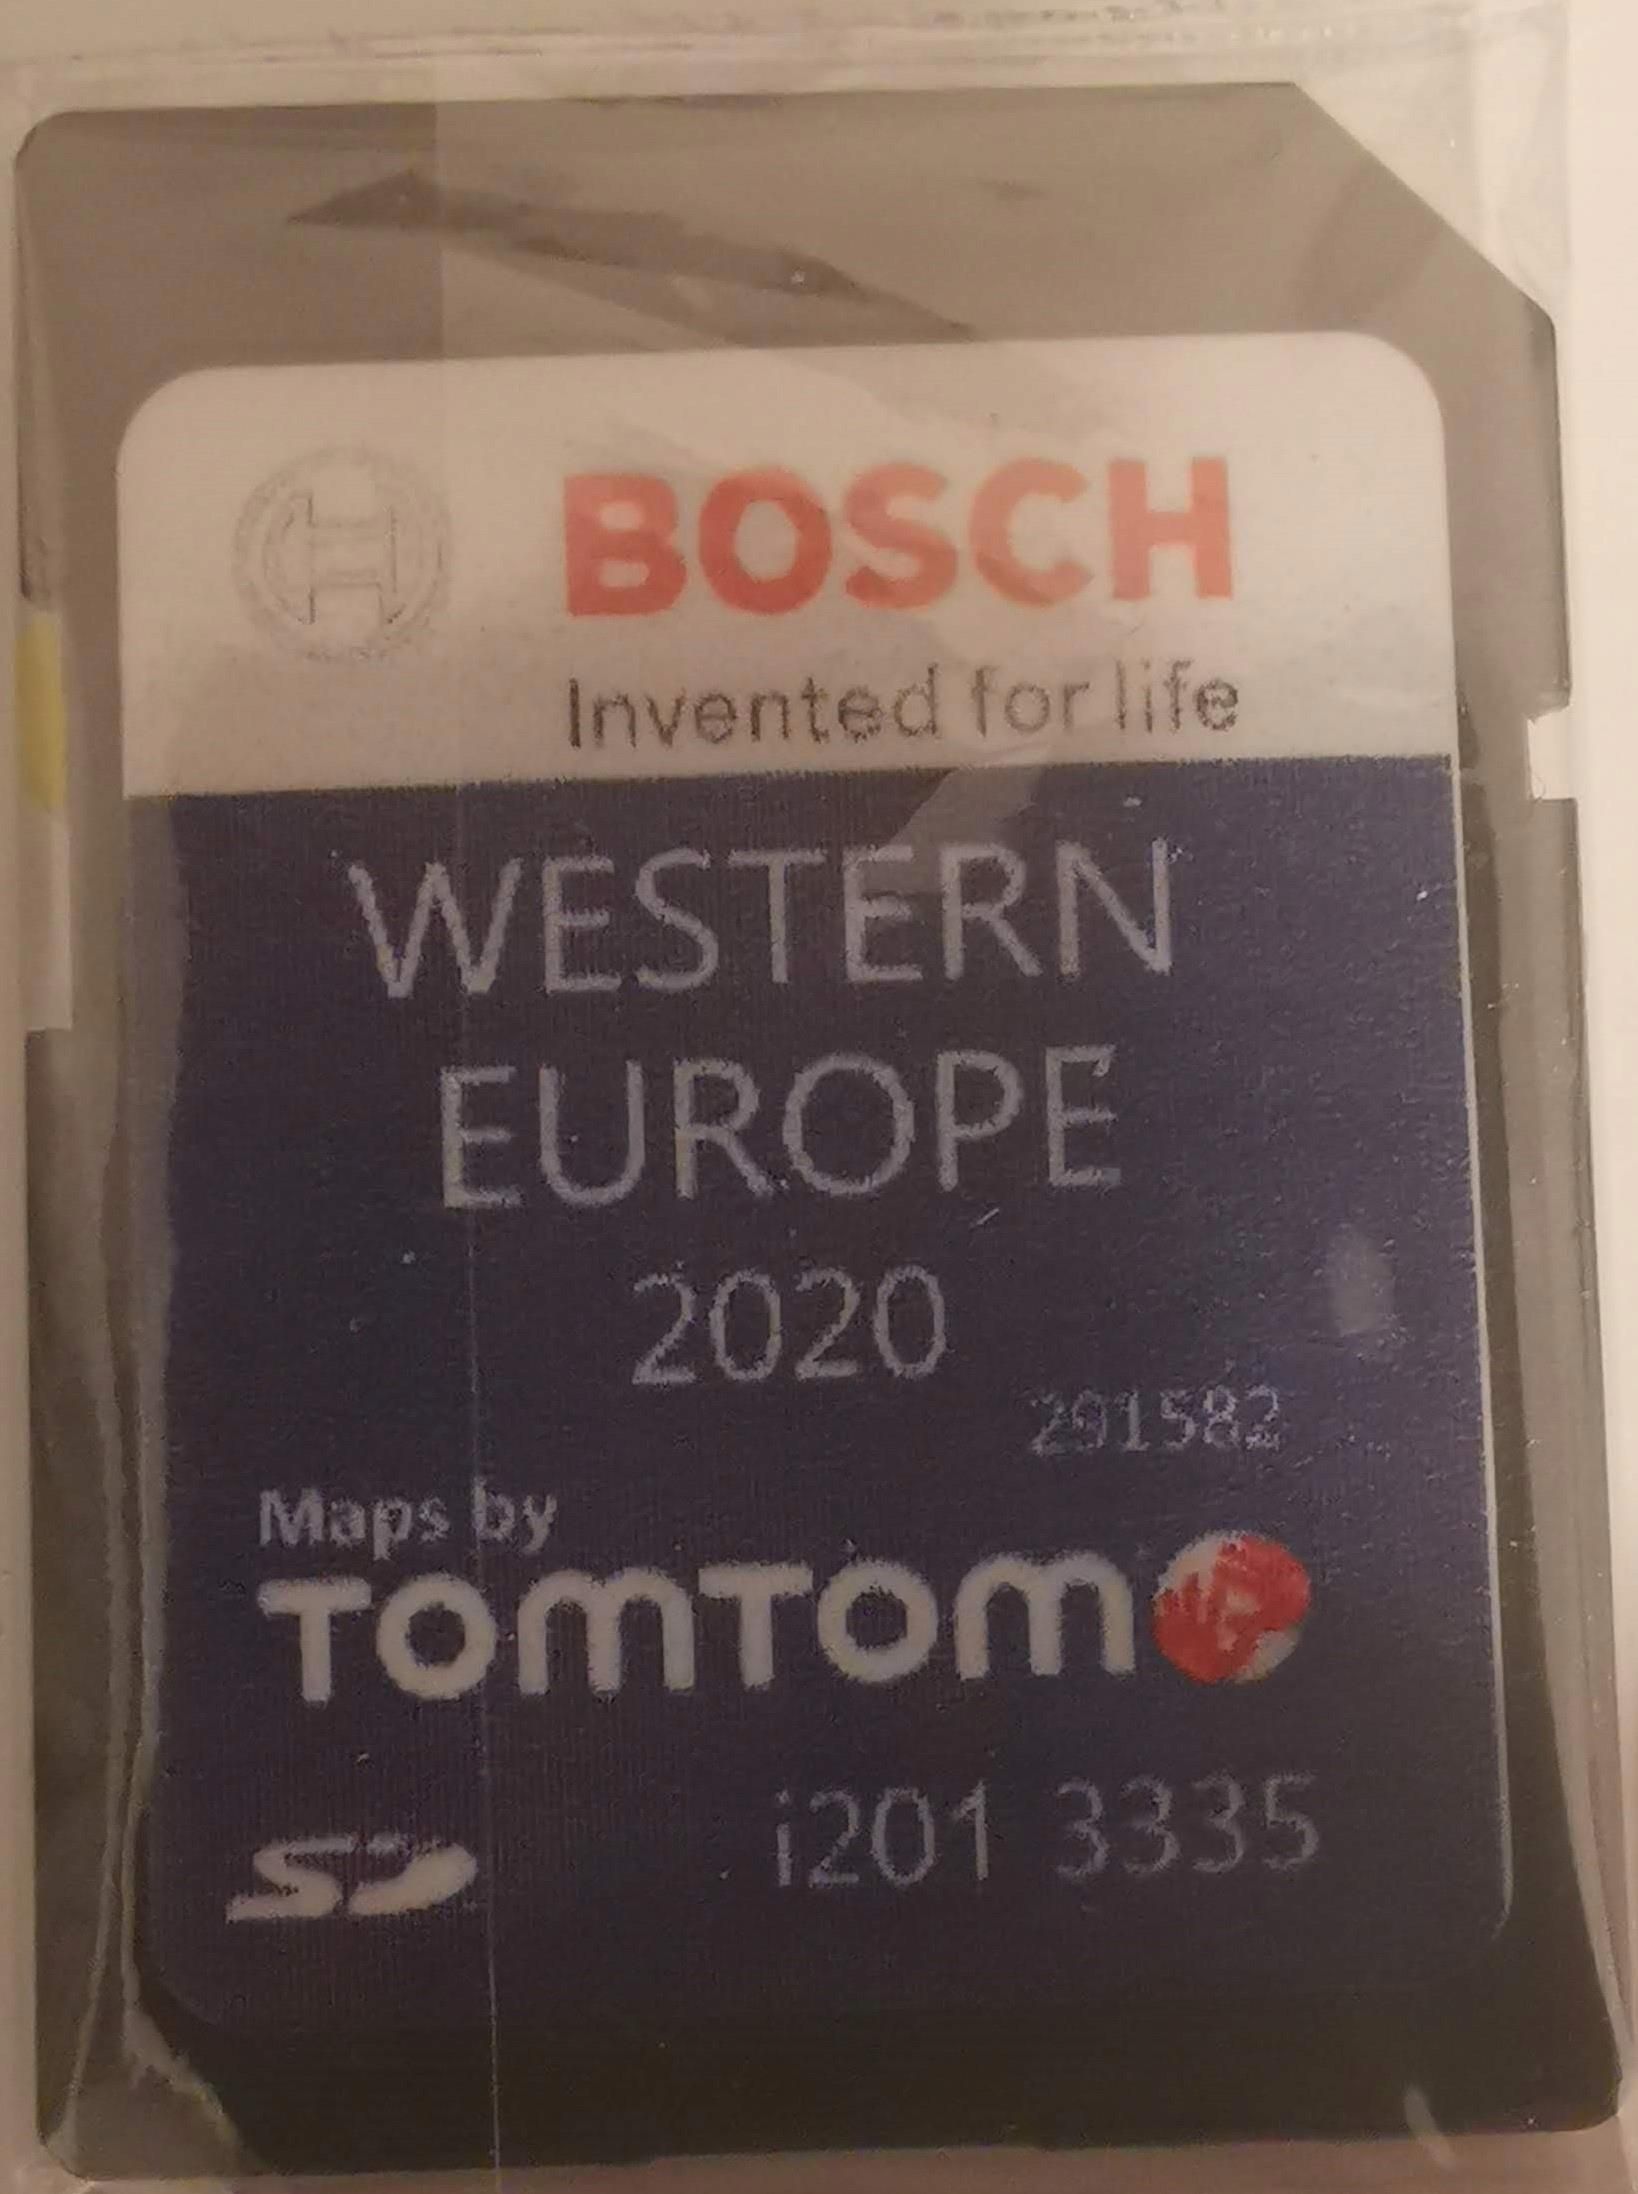 BOSCH
Invented for life
WESTERN
EUROPE
2020
291582
Maps by
TOMTOM
SD
i201 3335